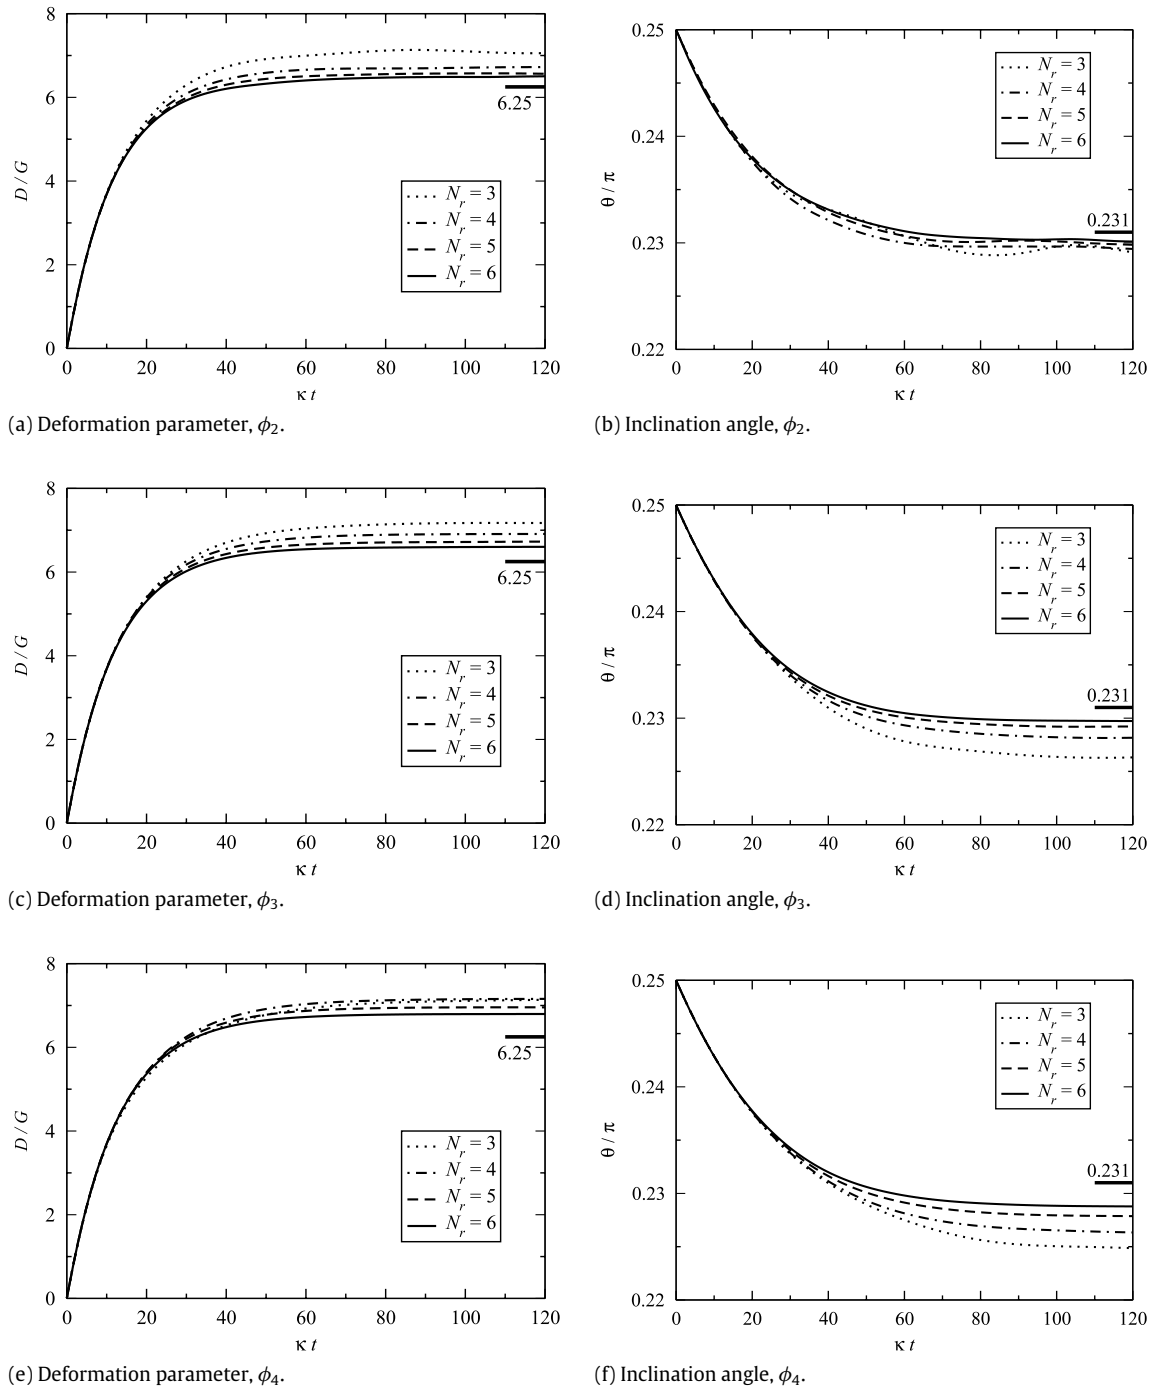 8
6
4
2
0
D / G
6.25
N_r = 3
N_r = 4
N_r = 5
N_r = 6
0 20 40 60 80 100 120
κ t
(a) Deformation parameter, ϕ₂.
0.25
0.24
0.23
0.22
θ / π
N_r = 3
N_r = 4
N_r = 5
N_r = 6
0.231
0 20 40 60 80 100 120
κ t
(b) Inclination angle, ϕ₂.
8
6
4
2
0
D / G
6.25
N_r = 3
N_r = 4
N_r = 5
N_r = 6
0 20 40 60 80 100 120
κ t
(c) Deformation parameter, ϕ₃.
0.25
0.24
0.23
0.22
θ / π
N_r = 3
N_r = 4
N_r = 5
N_r = 6
0.231
0 20 40 60 80 100 120
κ t
(d) Inclination angle, ϕ₃.
8
6
4
2
0
D / G
6.25
N_r = 3
N_r = 4
N_r = 5
N_r = 6
0 20 40 60 80 100 120
κ t
(e) Deformation parameter, ϕ₄.
0.25
0.24
0.23
0.22
θ / π
N_r = 3
N_r = 4
N_r = 5
N_r = 6
0.231
0 20 40 60 80 100 120
κ t
(f) Inclination angle, ϕ₄.